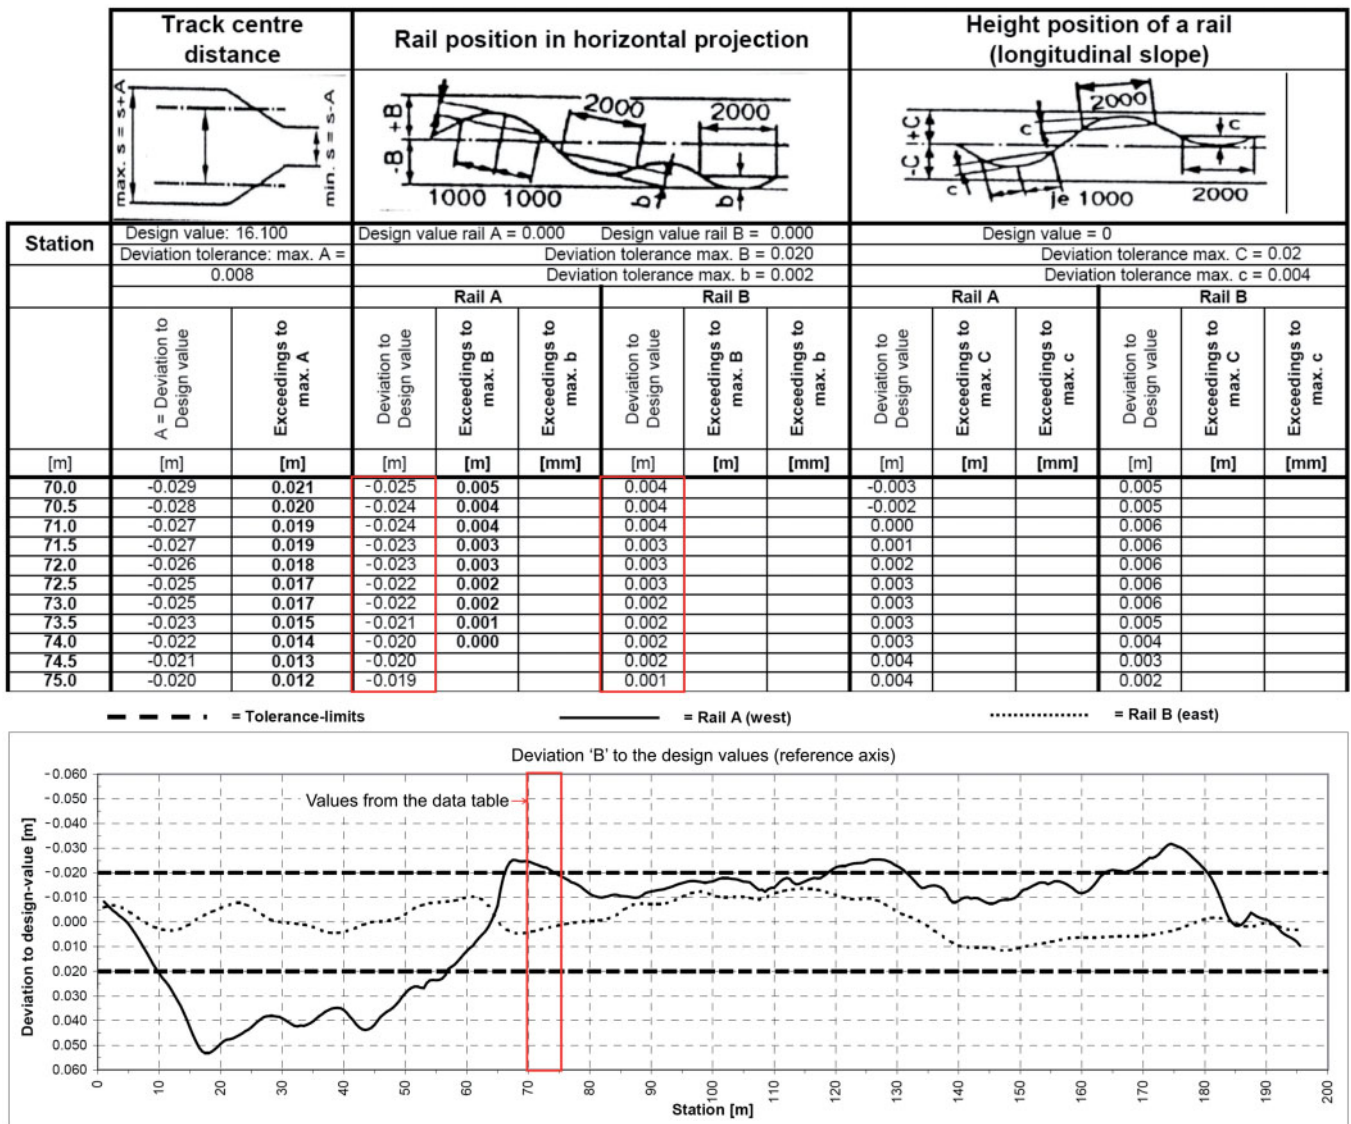 Track centre distance
Rail position in horizontal projection
Height position of a rail (longitudinal slope)
max. s = s+A
min. s = s-A
+B
-B
2000
2000
1000 1000
b
b
+C
-C
2000
c
c
c
je 1000
2000
Station
Design value: 16.100
Design value rail A = 0.000 Design value rail B = 0.000
Design value = 0
Deviation tolerance: max. A = 0.008
Deviation tolerance max. B = 0.020
Deviation tolerance max. C = 0.02
Deviation tolerance max. b = 0.002
Deviation tolerance max. c = 0.004
Rail A Rail B Rail A Rail B
A = Deviation to Design value
Exceedings to max. A
Deviation to Design value
Exceedings to max. B
Exceedings to max. b
Deviation to Design value
Exceedings to max. B
Exceedings to max. b
Deviation to Design value
Exceedings to max. C
Exceedings to max. c
Deviation to Design value
Exceedings to max. C
Exceedings to max. c
[m] [m] [m] [m] [m] [mm] [m] [m] [mm] [m] [m] [mm] [m] [m] [mm]
70.0 -0.029 0.021 -0.025 0.005 0.004 -0.003 0.005
70.5 -0.028 0.020 -0.024 0.004 0.004 -0.002 0.005
71.0 -0.027 0.019 -0.024 0.004 0.004 0.000 0.006
71.5 -0.027 0.019 -0.023 0.003 0.003 0.001 0.006
72.0 -0.026 0.018 -0.023 0.003 0.003 0.002 0.006
72.5 -0.025 0.017 -0.022 0.002 0.003 0.003 0.006
73.0 -0.025 0.017 -0.022 0.002 0.002 0.003 0.006
73.5 -0.023 0.015 -0.021 0.001 0.002 0.003 0.005
74.0 -0.022 0.014 -0.020 0.000 0.002 0.003 0.004
74.5 -0.021 0.013 -0.020 0.002 0.004 0.003
75.0 -0.020 0.012 -0.019 0.001 0.004 0.002
= Tolerance-limits = Rail A (west) = Rail B (east)
Deviation 'B' to the design values (reference axis)
Values from the data table
Deviation to design-value [m]
-0.060
-0.050
-0.040
-0.030
-0.020
-0.010
0.000
0.010
0.020
0.030
0.040
0.050
0.060
0 10 20 30 40 50 60 70 80 90 100 110 120 130 140 150 160 170 180 190 200
Station [m]